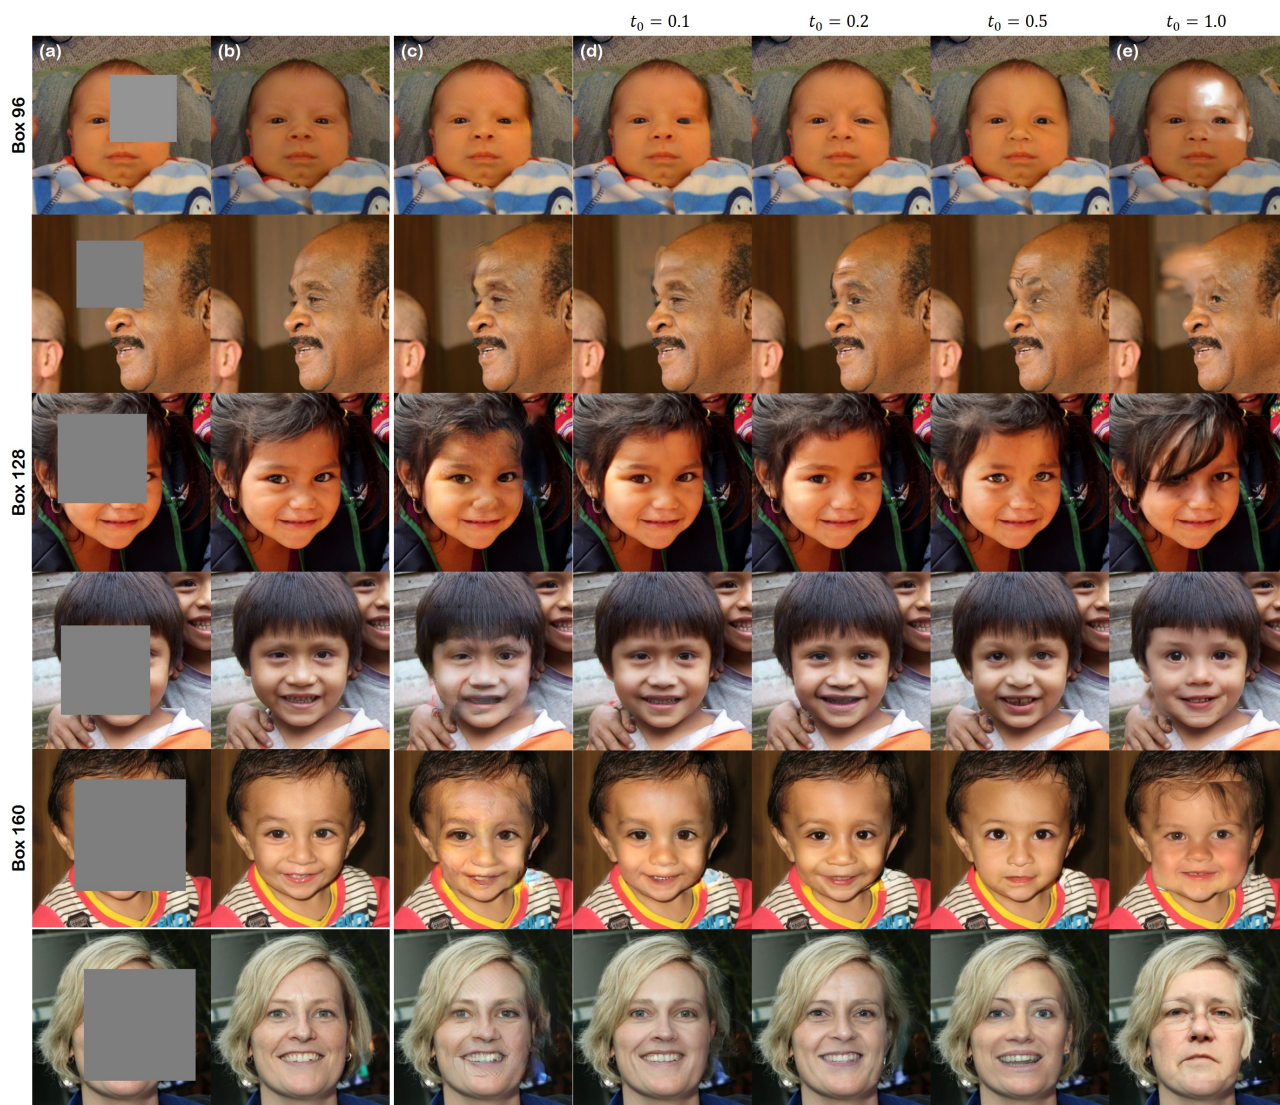 t₀ = 0.1 t₀ = 0.2 t₀ = 0.5 t₀ = 1.0
(a) (b) (c) (d) (e)
Box 96
Box 128
Box 160